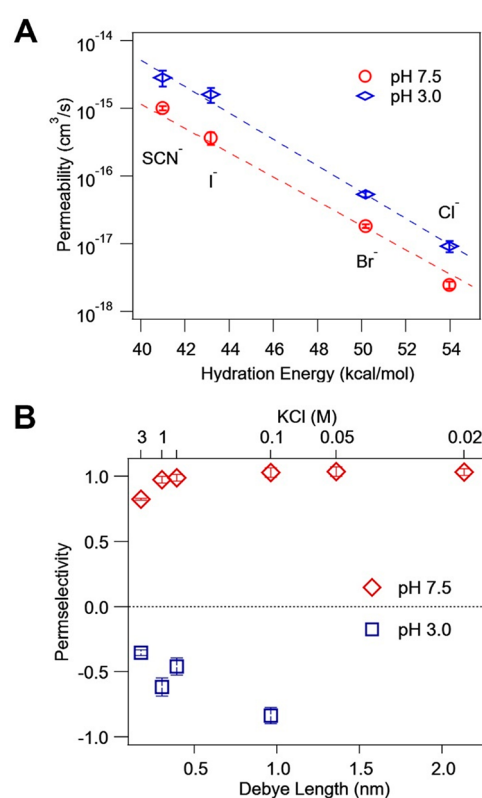 A
10⁻¹⁴
10⁻¹⁵
10⁻¹⁶
10⁻¹⁷
10⁻¹⁸
Permeability (cm³/s)
pH 7.5
pH 3.0
SCN⁻
I⁻
Br⁻
Cl⁻
40 42 44 46 48 50 52 54
Hydration Energy (kcal/mol)
B
KCl (M)
3 1 0.1 0.05 0.02
1.0
0.5
0.0
-0.5
-1.0
Permselectivity
pH 7.5
pH 3.0
0.5 1.0 1.5 2.0
Debye Length (nm)